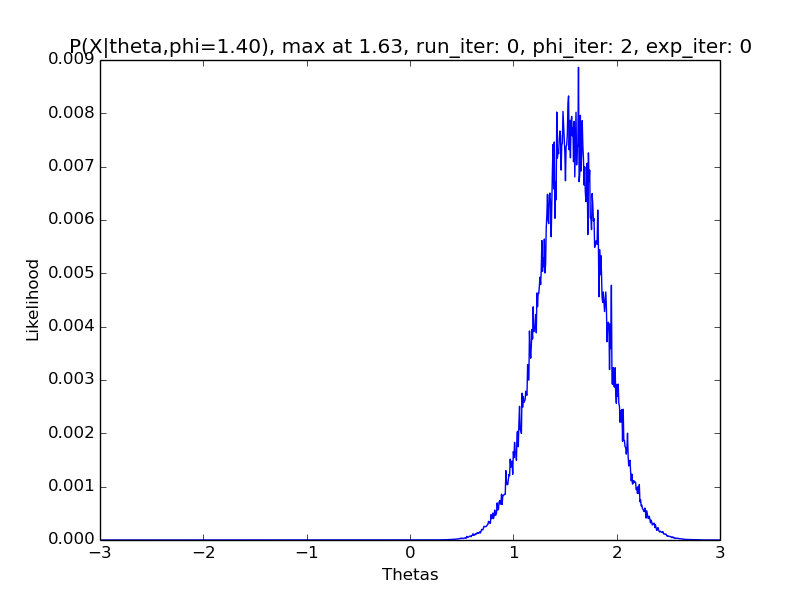 P(X|theta,phi=1.40), max at 1.63, run_iter: 0, phi_iter: 2, exp_iter: 0
0.009
0.008
0.007
0.006
0.005
0.004
0.003
0.002
0.001
0.000
Likelihood
−3 −2 −1 0 1 2 3
Thetas